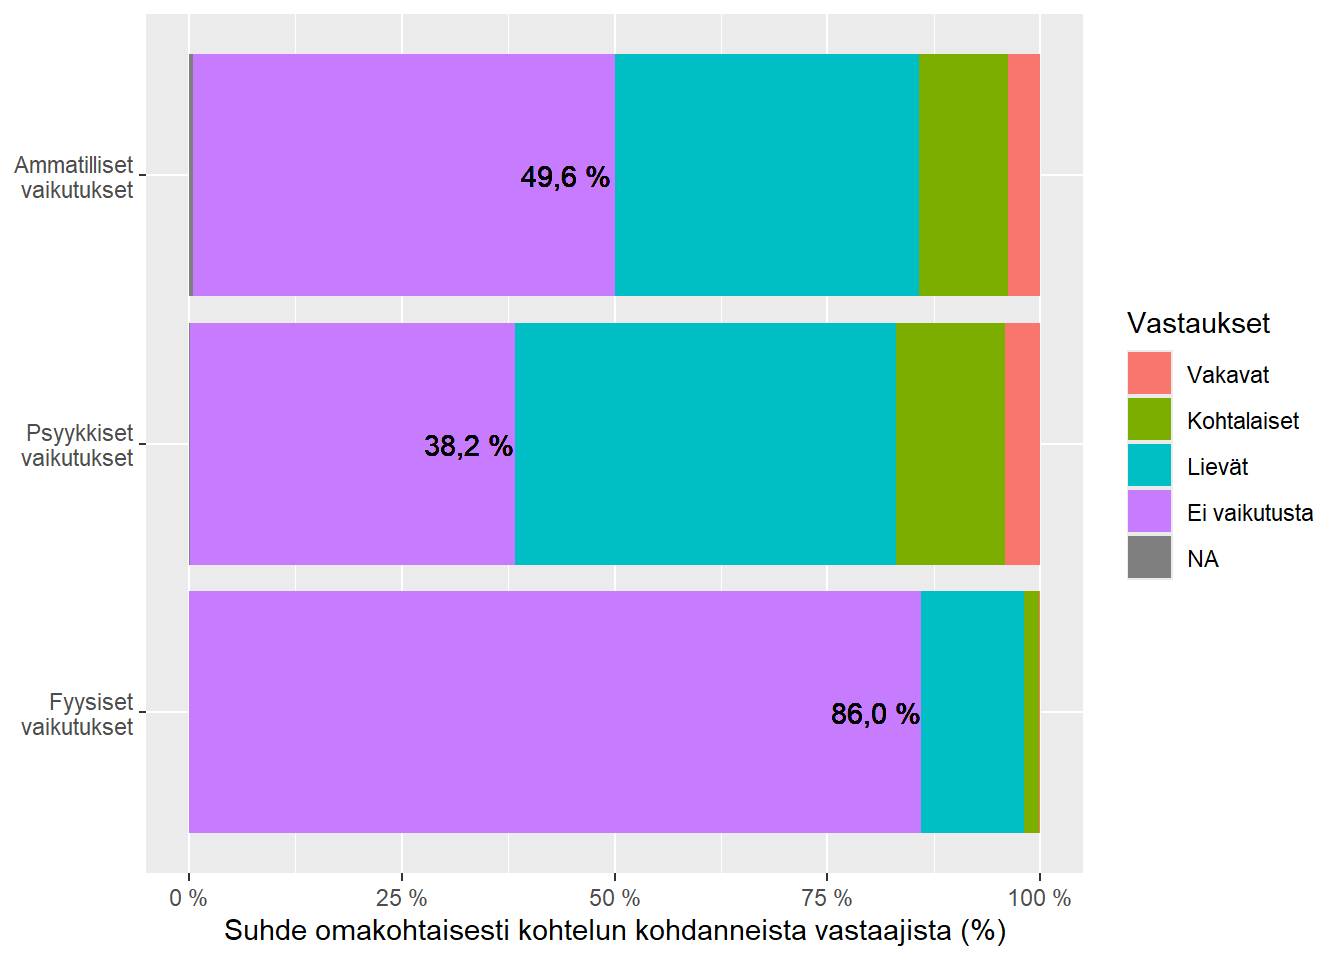 Ammatilliset
vaikutukset
49,6 %
Psyykkiset
vaikutukset
38,2 %
Fyysiset
vaikutukset
86,0 %
0 %
25 %
50 %
75 %
100 %
Suhde omakohtaisesti kohtelun kohdanneista vastaajista (%)
Vastaukset
Vakavat
Kohtalaiset
Lievät
Ei vaikutusta
NA